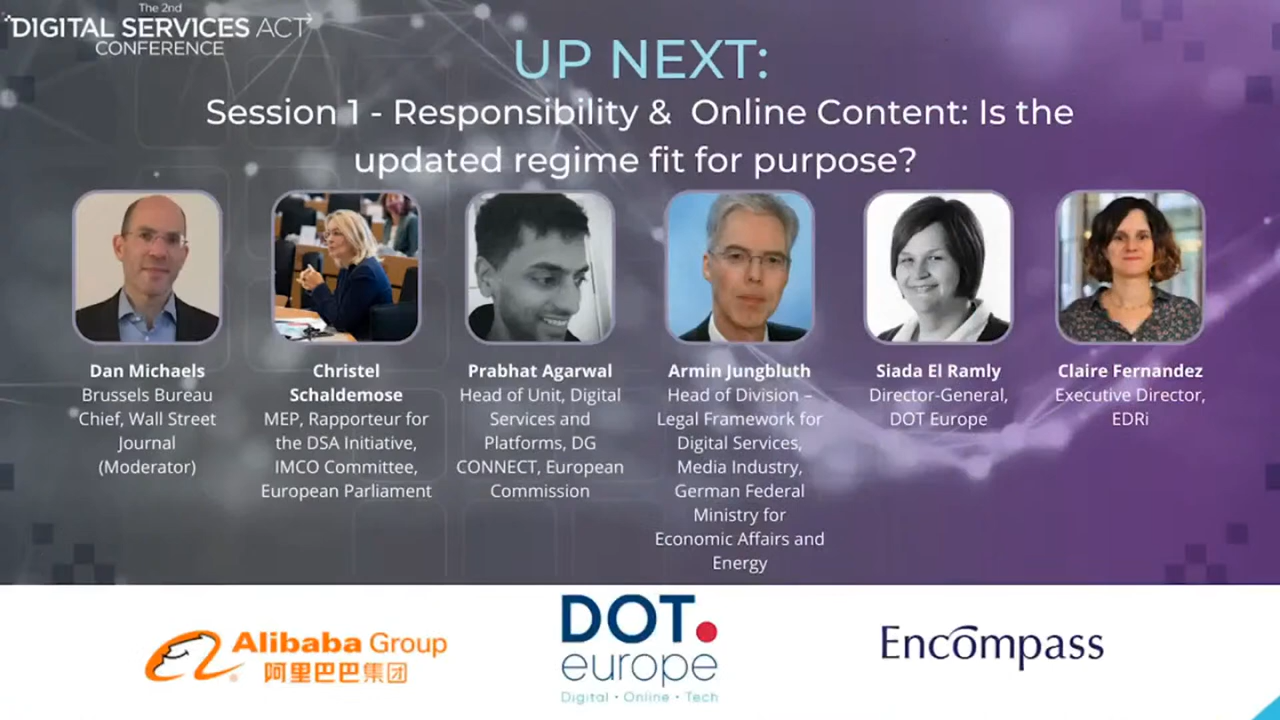 The 2nd
DIGITAL SERVICES ACT
CONFERENCE
UP NEXT:
Session 1 - Responsibility & Online Content: Is the
updated regime fit for purpose?
Dan Michaels
Brussels Bureau
Chief, Wall Street
Journal
(Moderator)
Christel
Schaldemose
MEP, Rapporteur for
the DSA Initiative,
IMCO Committee,
European Parliament
Prabhat Agarwal
Head of Unit, Digital
Services and
Platforms, DG
CONNECT, European
Commission
Armin Jungbluth
Head of Division –
Legal Framework for
Digital Services,
Media Industry,
German Federal
Ministry for
Economic Affairs and
Energy
Siada El Ramly
Director-General,
DOT Europe
Claire Fernandez
Executive Director,
EDRi
Alibaba Group
阿里巴巴集团
DOT.
europe
Digital · Online · Tech
Encompass